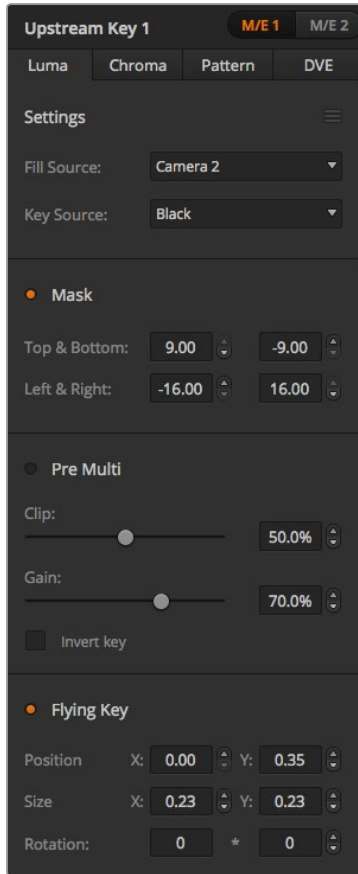 Upstream Key 1 M/E 1 M/E 2
Luma Chroma Pattern DVE
Settings
Fill Source: Camera 2
Key Source: Black
Mask
Top & Bottom: 9.00 -9.00
Left & Right: -16.00 16.00
Pre Multi
Clip:
50.0%
Gain:
70.0%
Invert key
Flying Key
Position X: 0.00 Y: 0.35
Size X: 0.23 Y: 0.23
Rotation: 0 * 0